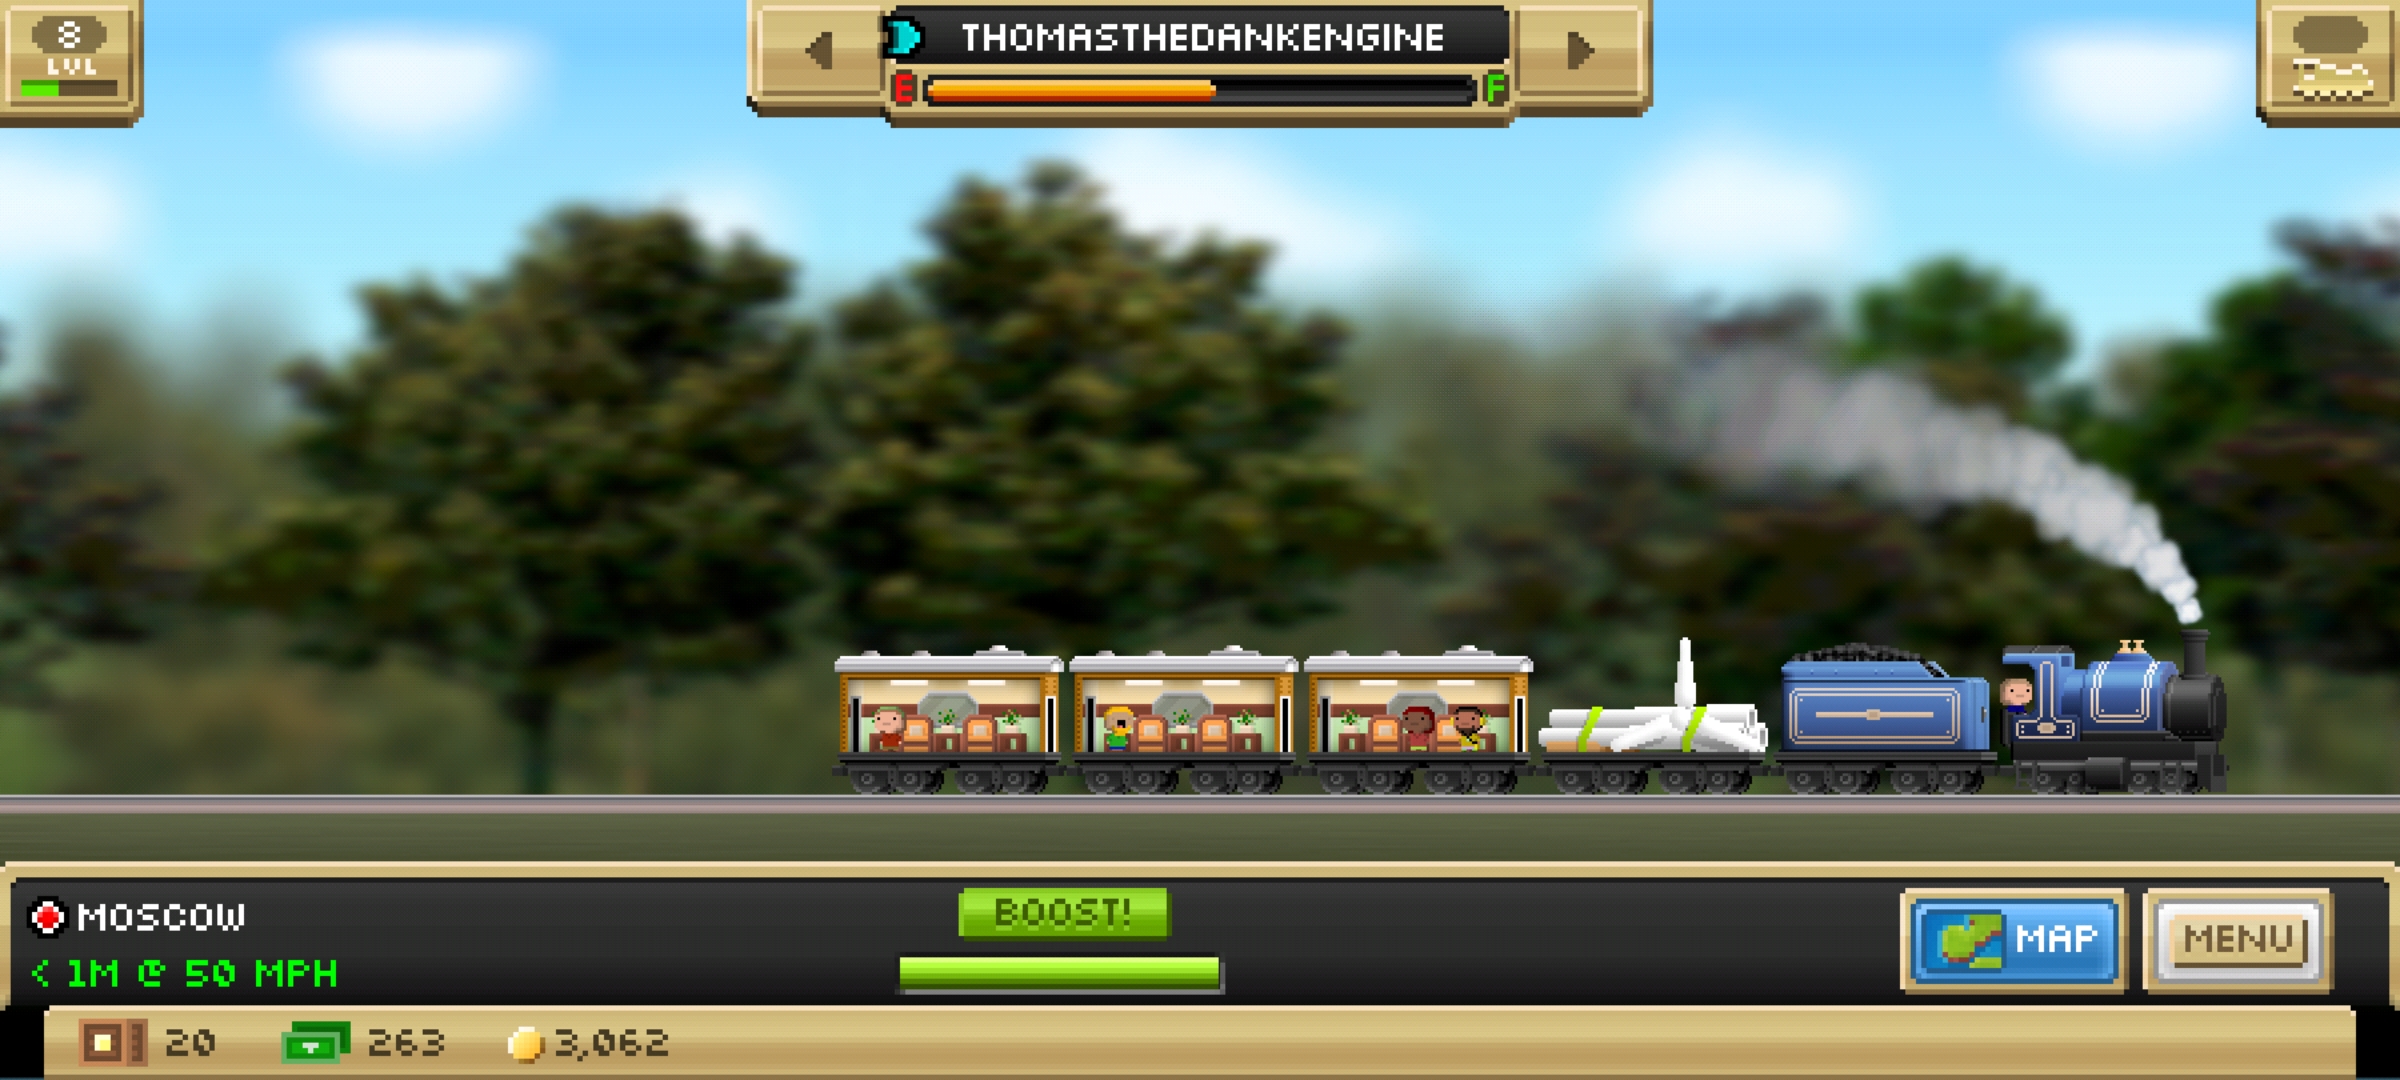 8
LVL
THOMASTHEDANKENGINE
E F
MOSCOW
< 1M @ 50 MPH
BOOST!
MAP
MENU
20 263 3,062